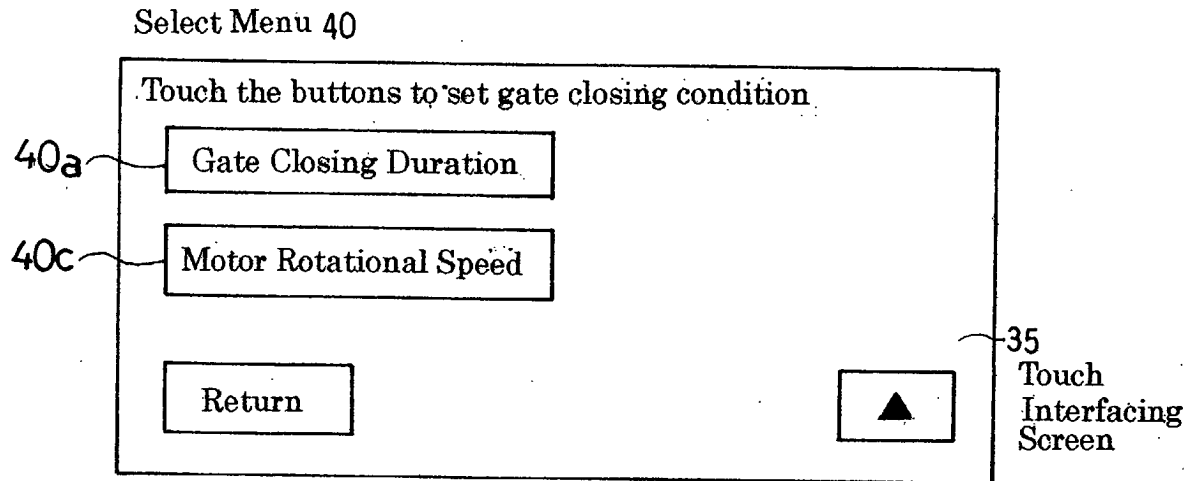 Select Menu 40
Touch the buttons to set gate closing condition
40a
Gate Closing Duration
40c
Motor Rotational Speed
35
Touch
Interfacing
Screen
Return
▲